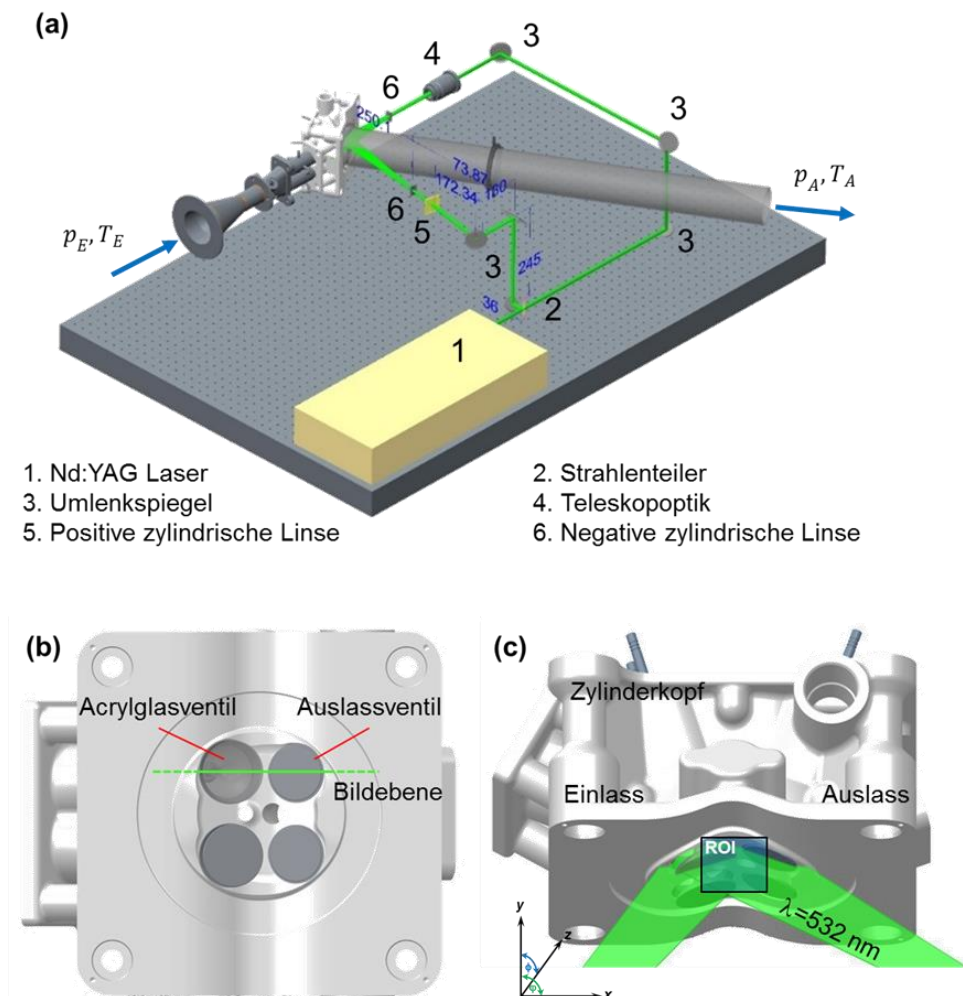 (a)
3
4
6
3
250.1
73.87
172.34
180
p_A, T_A
6
5
p_E, T_E
3
3
245
36
2
1
1. Nd:YAG Laser
2. Strahlenteiler
3. Umlenkspiegel
4. Teleskopoptik
5. Positive zylindrische Linse
6. Negative zylindrische Linse
(b)
Acrylglasventil
Auslassventil
Bildebene
(c)
Zylinderkopf
Einlass
Auslass
ROI
λ=532 nm
y
z
ϕ
φ
x